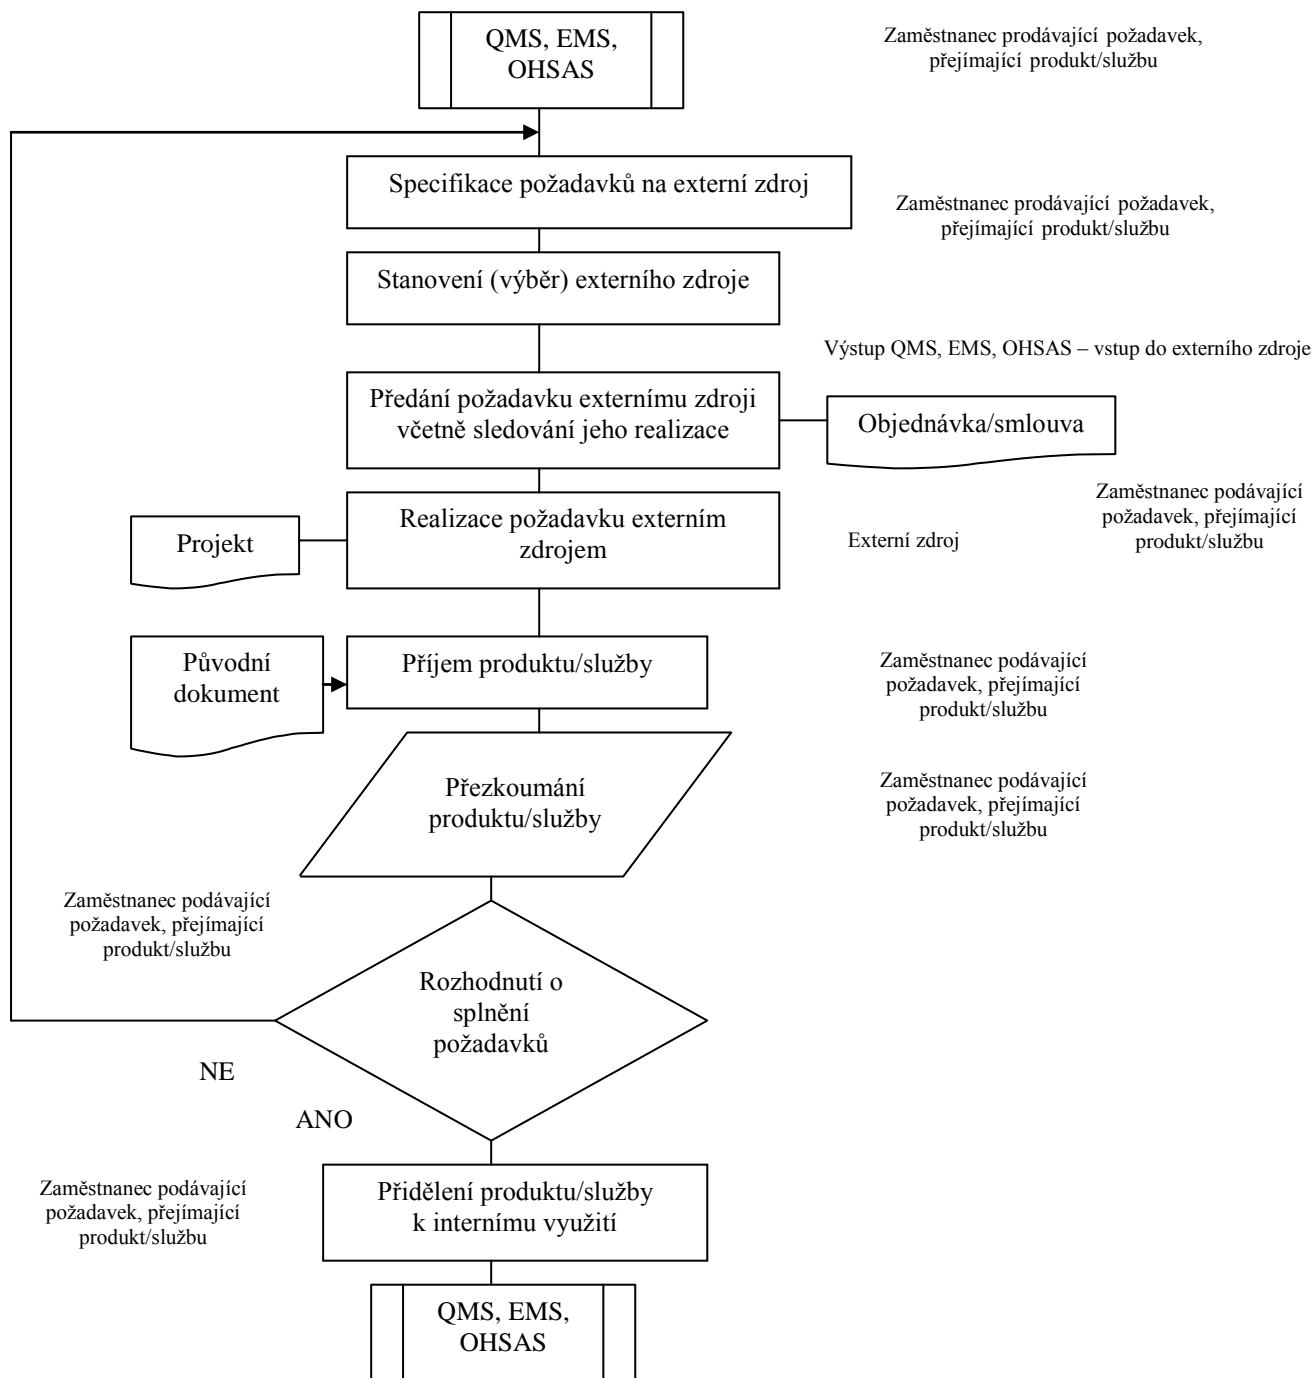 QMS, EMS,
OHSAS
Zaměstnanec prodávající požadavek,
přejímající produkt/službu
Specifikace požadavků na externí zdroj
Zaměstnanec prodávající požadavek,
přejímající produkt/službu
Stanovení (výběr) externího zdroje
Výstup QMS, EMS, OHSAS – vstup do externího zdroje
Předání požadavku externímu zdroji
včetně sledování jeho realizace
Objednávka/smlouva
Zaměstnanec podávající
požadavek, přejímající
produkt/službu
Realizace požadavku externím
zdrojem
Projekt
Externí zdroj
Původní
dokument
Příjem produktu/služby
Zaměstnanec podávající
požadavek, přejímající
produkt/službu
Přezkoumání
produktu/služby
Zaměstnanec podávající
požadavek, přejímající
produkt/službu
Zaměstnanec podávající
požadavek, přejímající
produkt/službu
Rozhodnutí o
splnění
požadavků
NE
ANO
Zaměstnanec podávající
požadavek, přejímající
produkt/službu
Přidělení produktu/služby
k internímu využití
QMS, EMS,
OHSAS